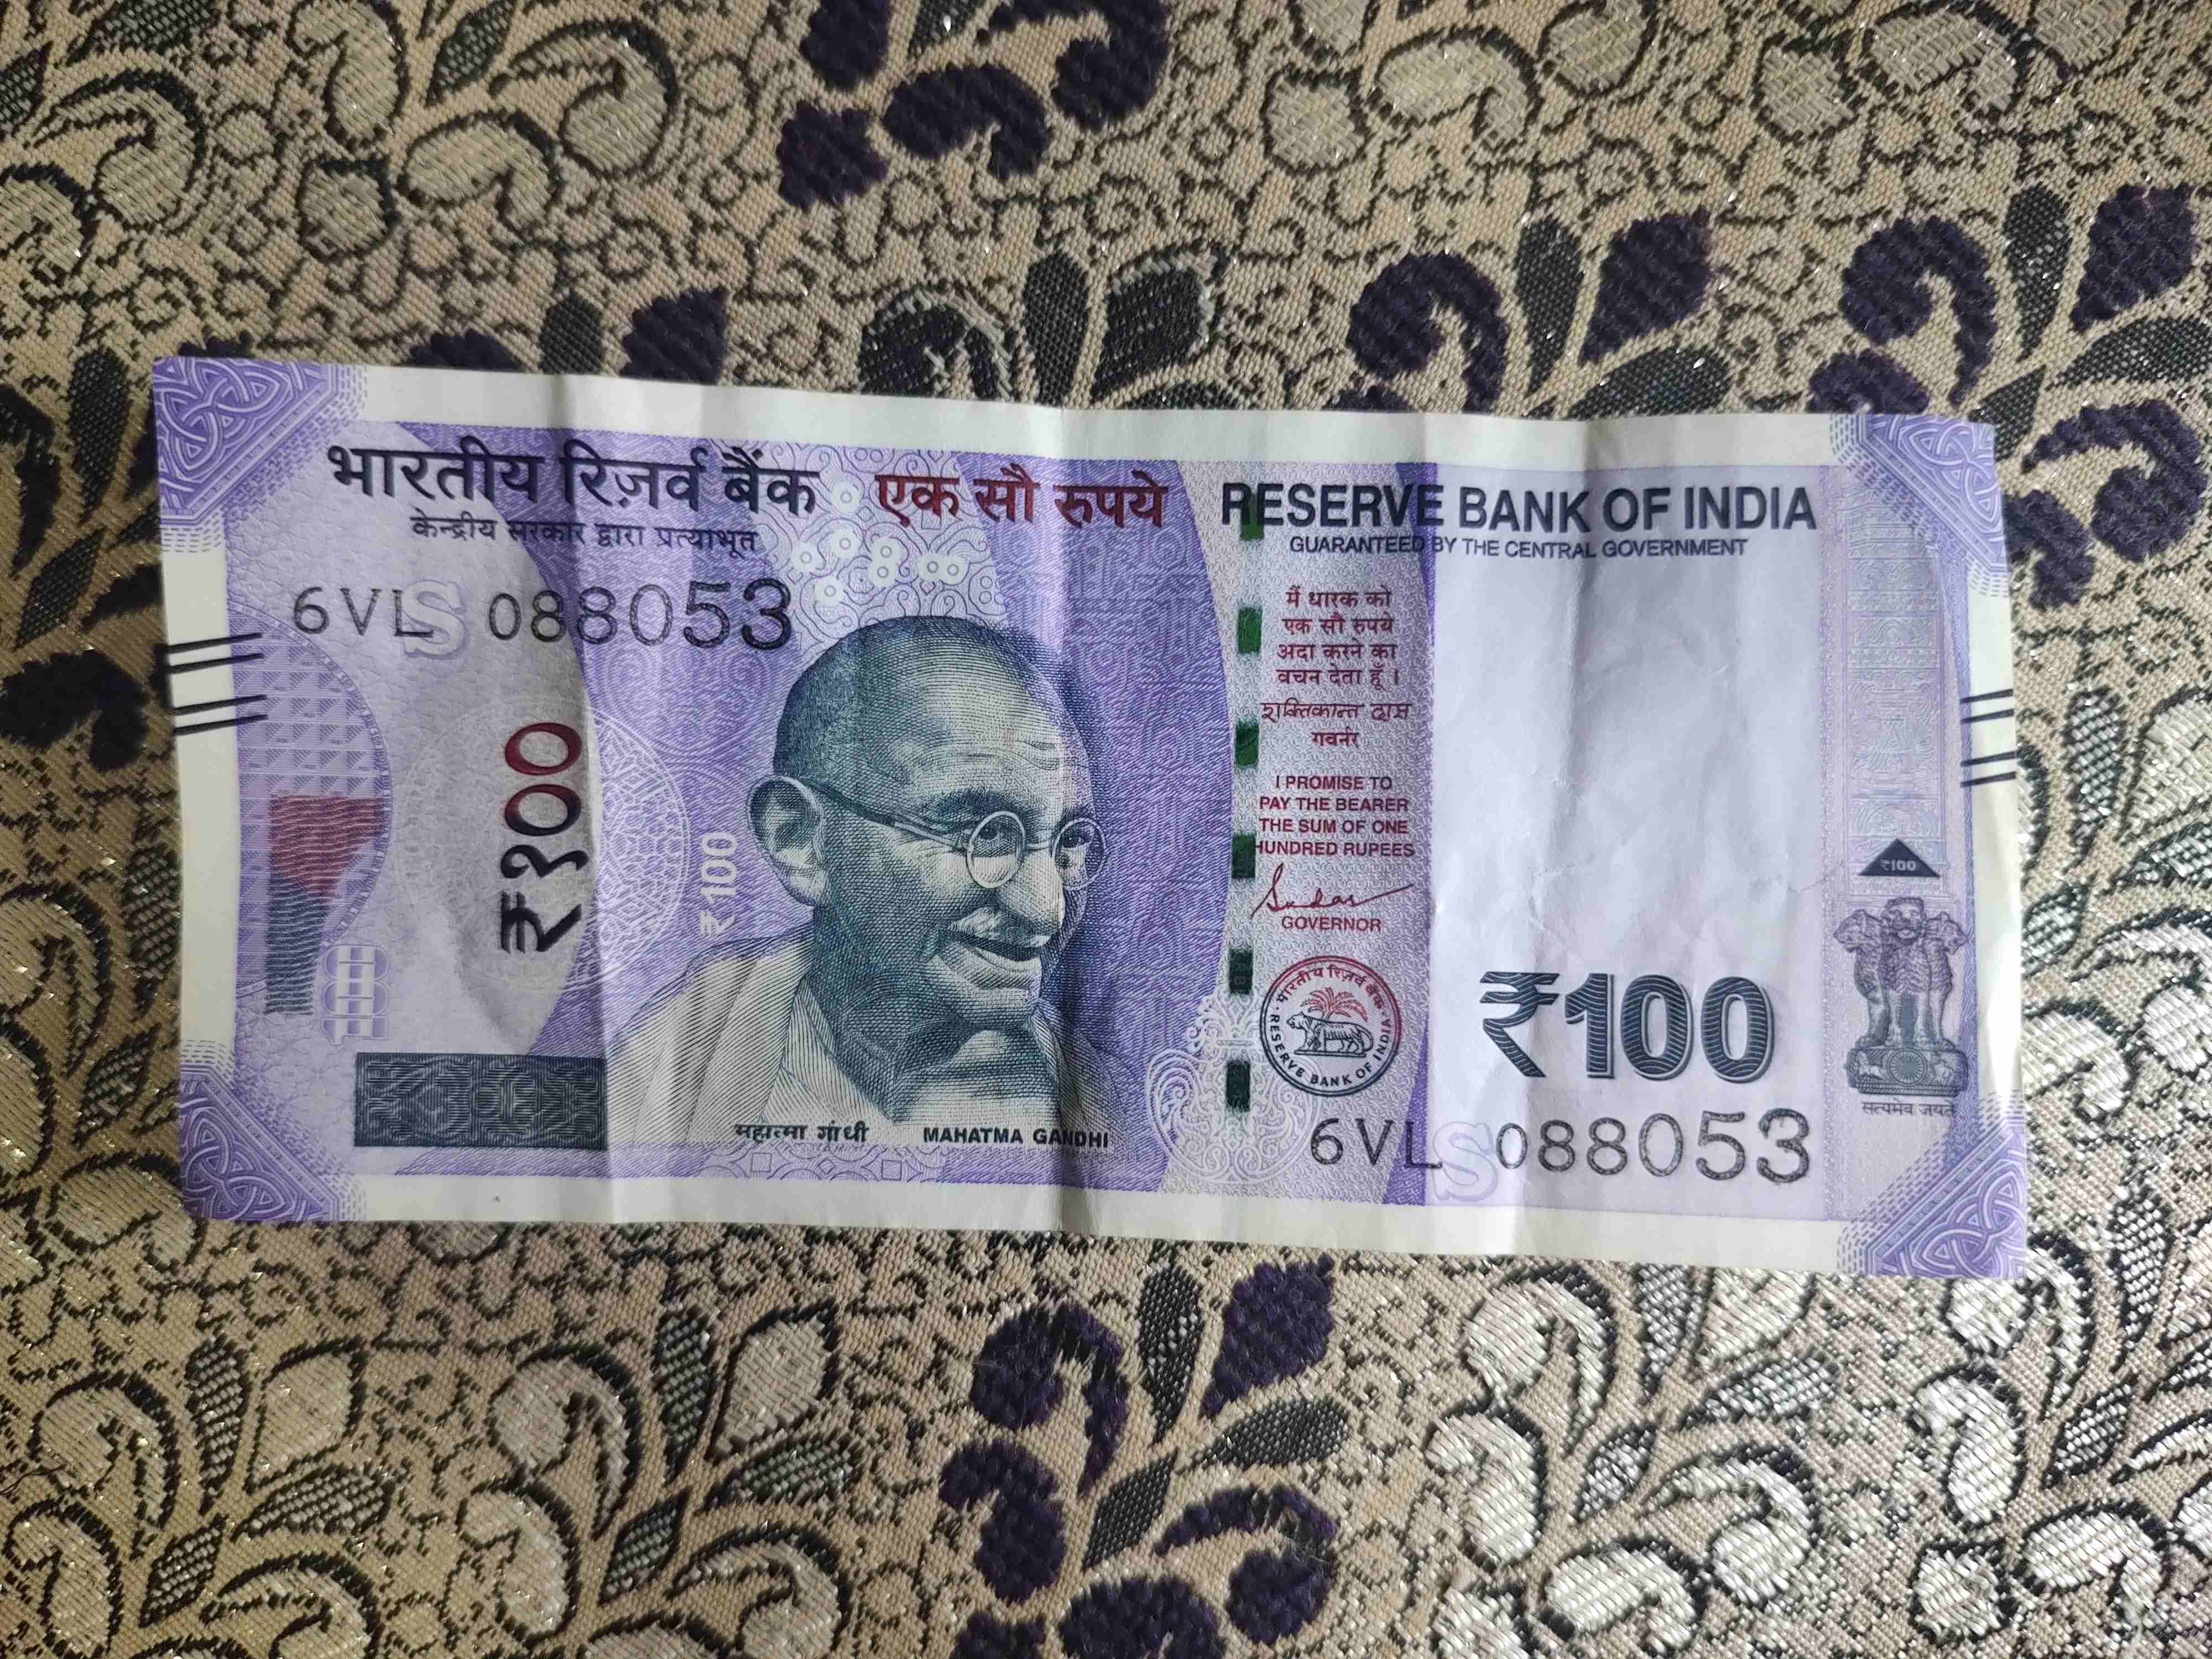 भारतीय रिज़र्व बैंक
केन्द्रीय सरकार द्वारा प्रत्याभूत
एक सौ रुपये
RESERVE BANK OF INDIA
GUARANTEED BY THE CENTRAL GOVERNMENT
6VL 088053
S
₹१००
₹100
मैं धारक को
एक सौ रुपये
अदा करने का
वचन देता हूँ ।
शक्तिकान्त दास
गवर्नर
I PROMISE TO
PAY THE BEARER
THE SUM OF ONE
HUNDRED RUPEES
GOVERNOR
भारतीय रिज़र्व बैंक
RESERVE BANK OF INDIA
₹100
₹100
सत्यमेव जयते
महात्मा गांधी
MAHATMA GANDHI
6VL 088053
S